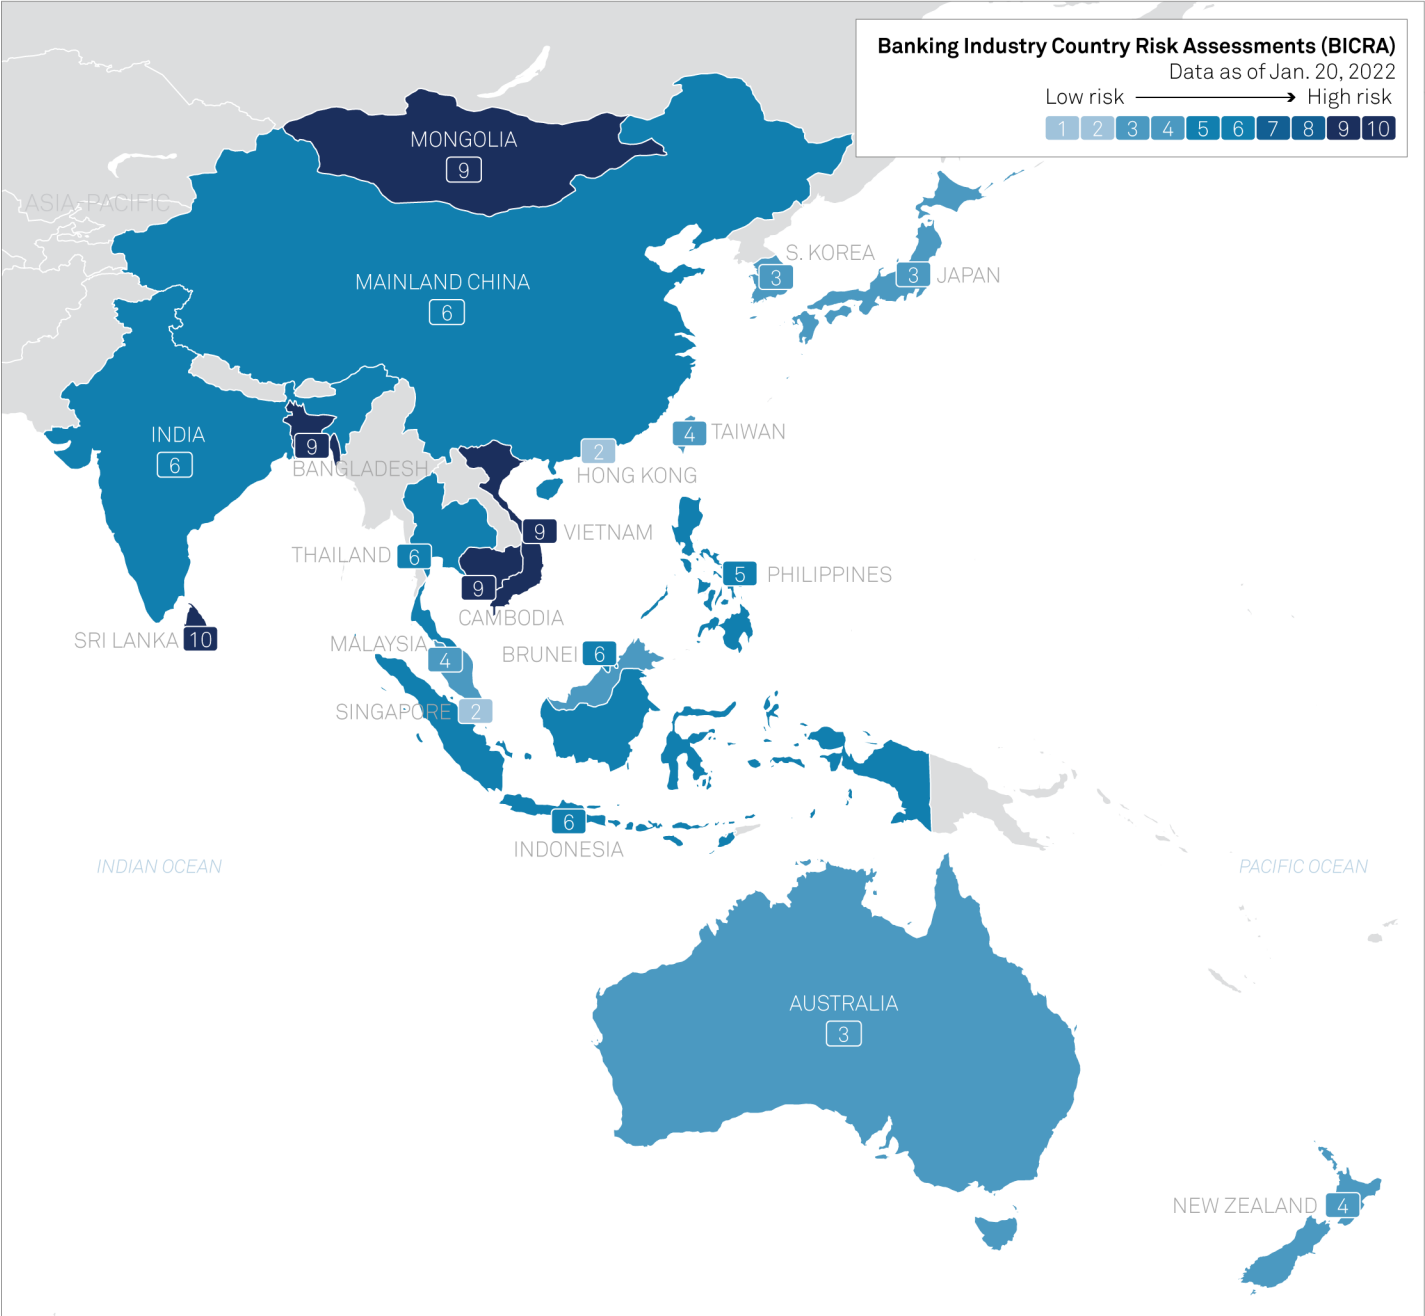 Banking Industry Country Risk Assessments (BICRA)
Data as of Jan. 20, 2022
Low risk High risk
1 2 3 4 5 6 7 8 9 10
MONGOLIA
9
ASIA-PACIFIC
S. KOREA
3
3 JAPAN
MAINLAND CHINA
6
INDIA
6
4 TAIWAN
9
BANGLADESH
2
HONG KONG
9 VIETNAM
THAILAND 6
5 PHILIPPINES
9
CAMBODIA
SRI LANKA 10
MALAYSIA
4
BRUNEI 6
SINGAPORE 2
6
INDONESIA
INDIAN OCEAN
PACIFIC OCEAN
AUSTRALIA
3
NEW ZEALAND 4